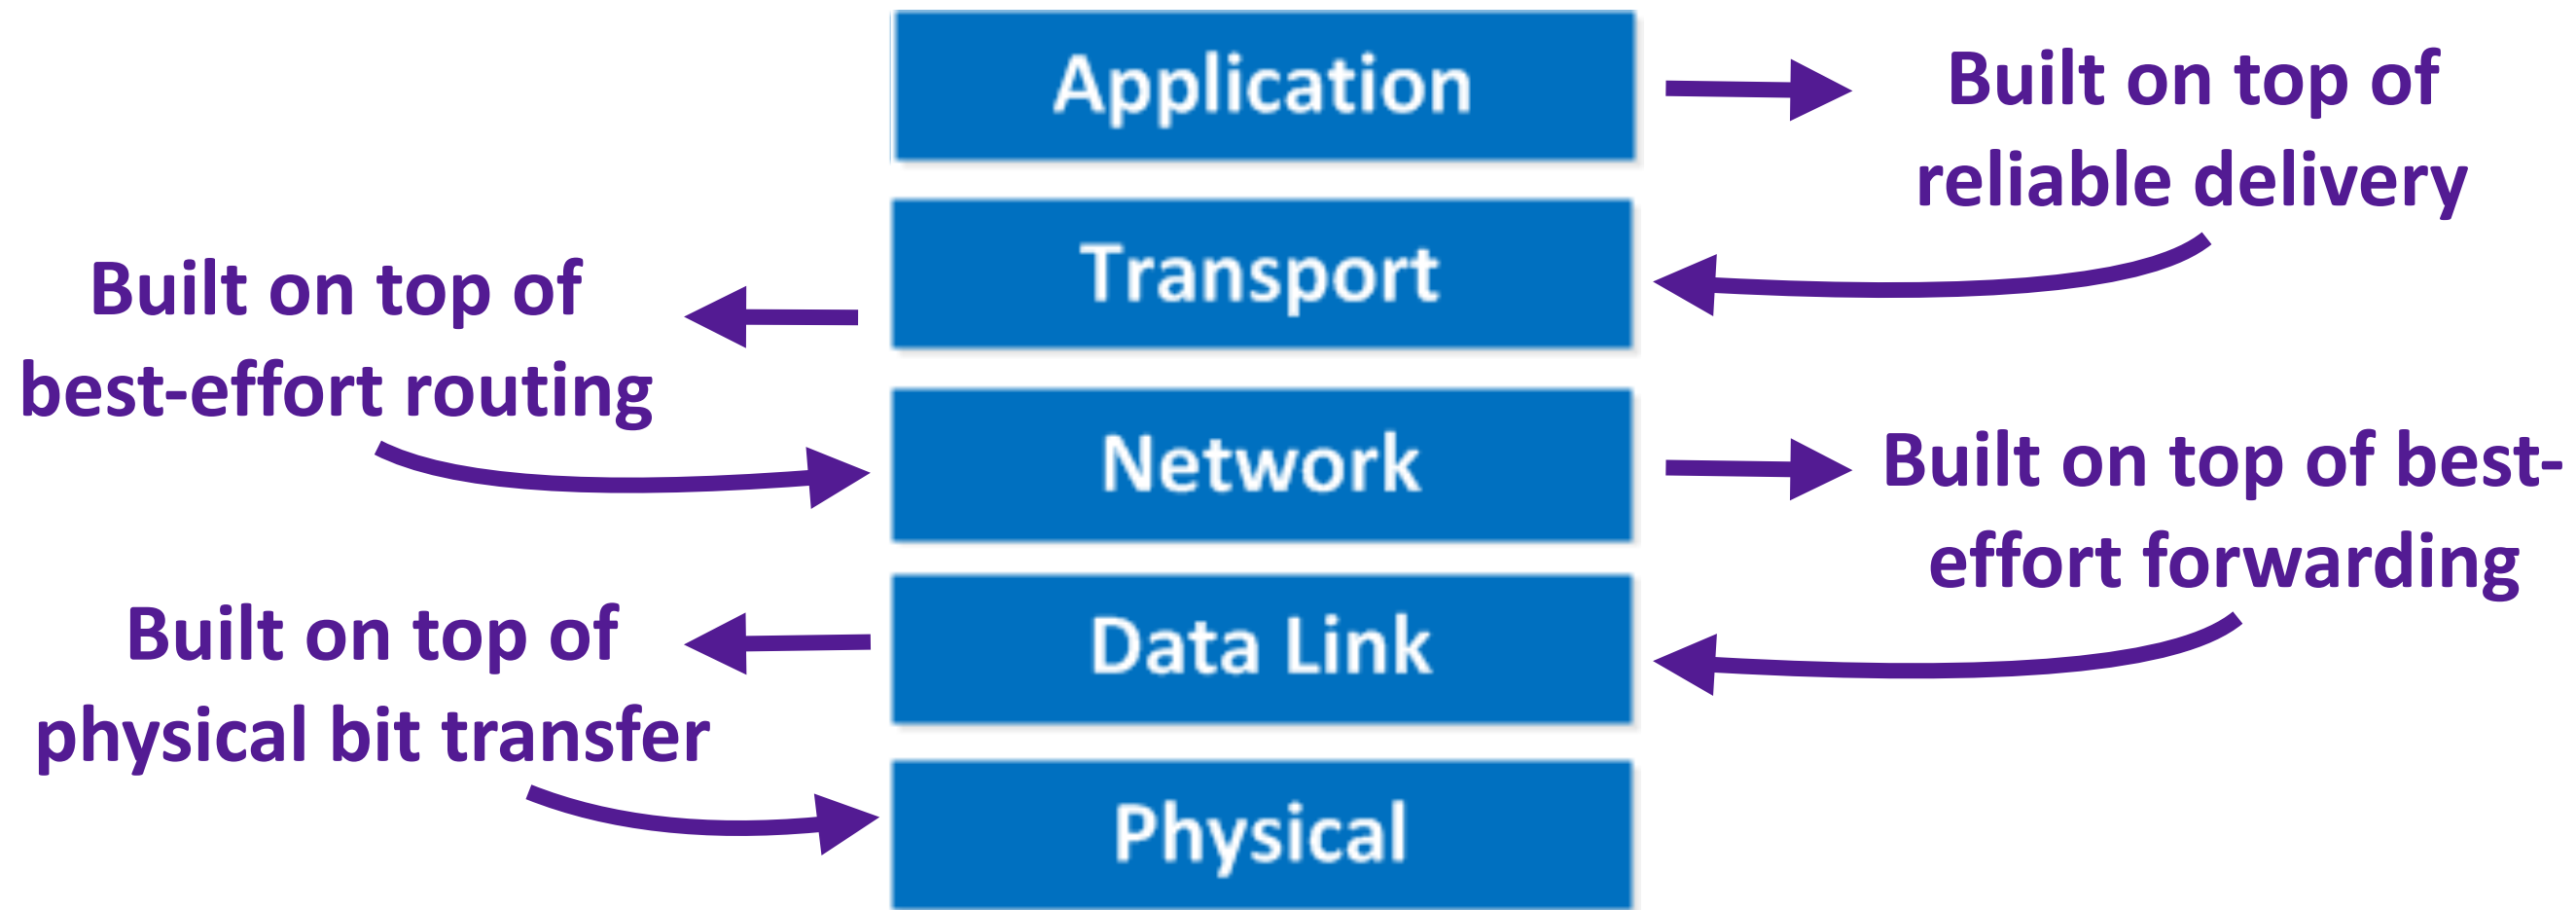 Application
Built on top of
reliable delivery
Transport
Built on top of
best-effort routing
Network
Built on top of best-
effort forwarding
Data Link
Built on top of
physical bit transfer
Physical